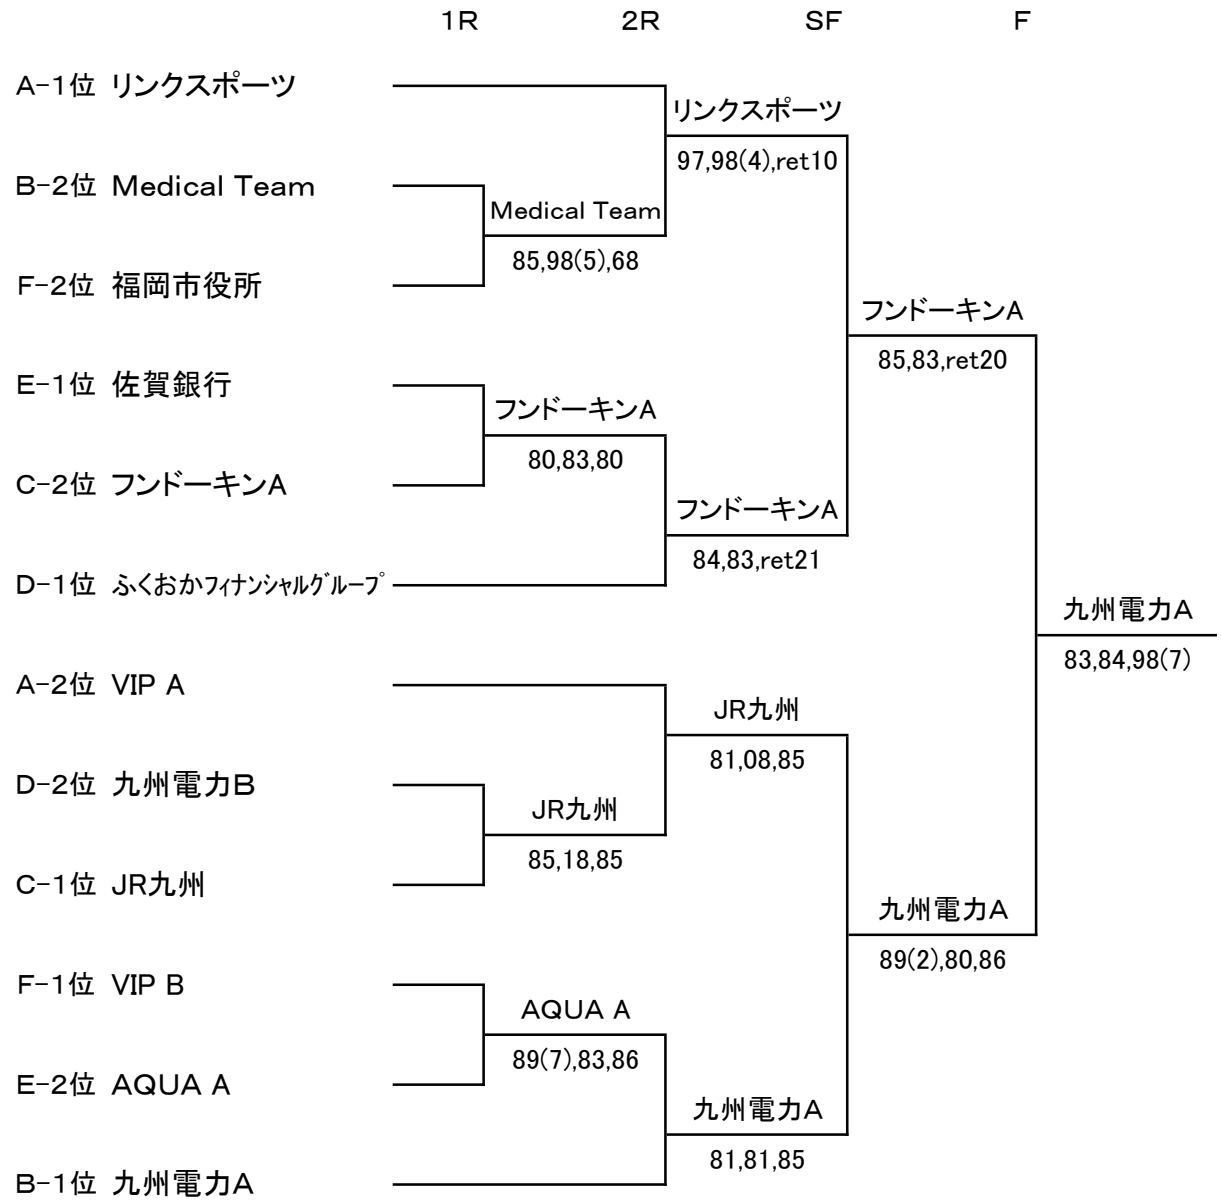 1R 2R SF F
A-1位 リンクスポーツ
リンクスポーツ
97,98(4),ret10
B-2位 Medical Team
Medical Team
85,98(5),68
F-2位 福岡市役所
フンドーキンA
85,83,ret20
E-1位 佐賀銀行
フンドーキンA
80,83,80
C-2位 フンドーキンA
フンドーキンA
84,83,ret21
D-1位 ふくおかフィナンシャルグループ
九州電力A
83,84,98(7)
A-2位 VIP A
JR九州
81,08,85
D-2位 九州電力B
JR九州
85,18,85
C-1位 JR九州
九州電力A
89(2),80,86
F-1位 VIP B
AQUA A
89(7),83,86
E-2位 AQUA A
九州電力A
81,81,85
B-1位 九州電力A